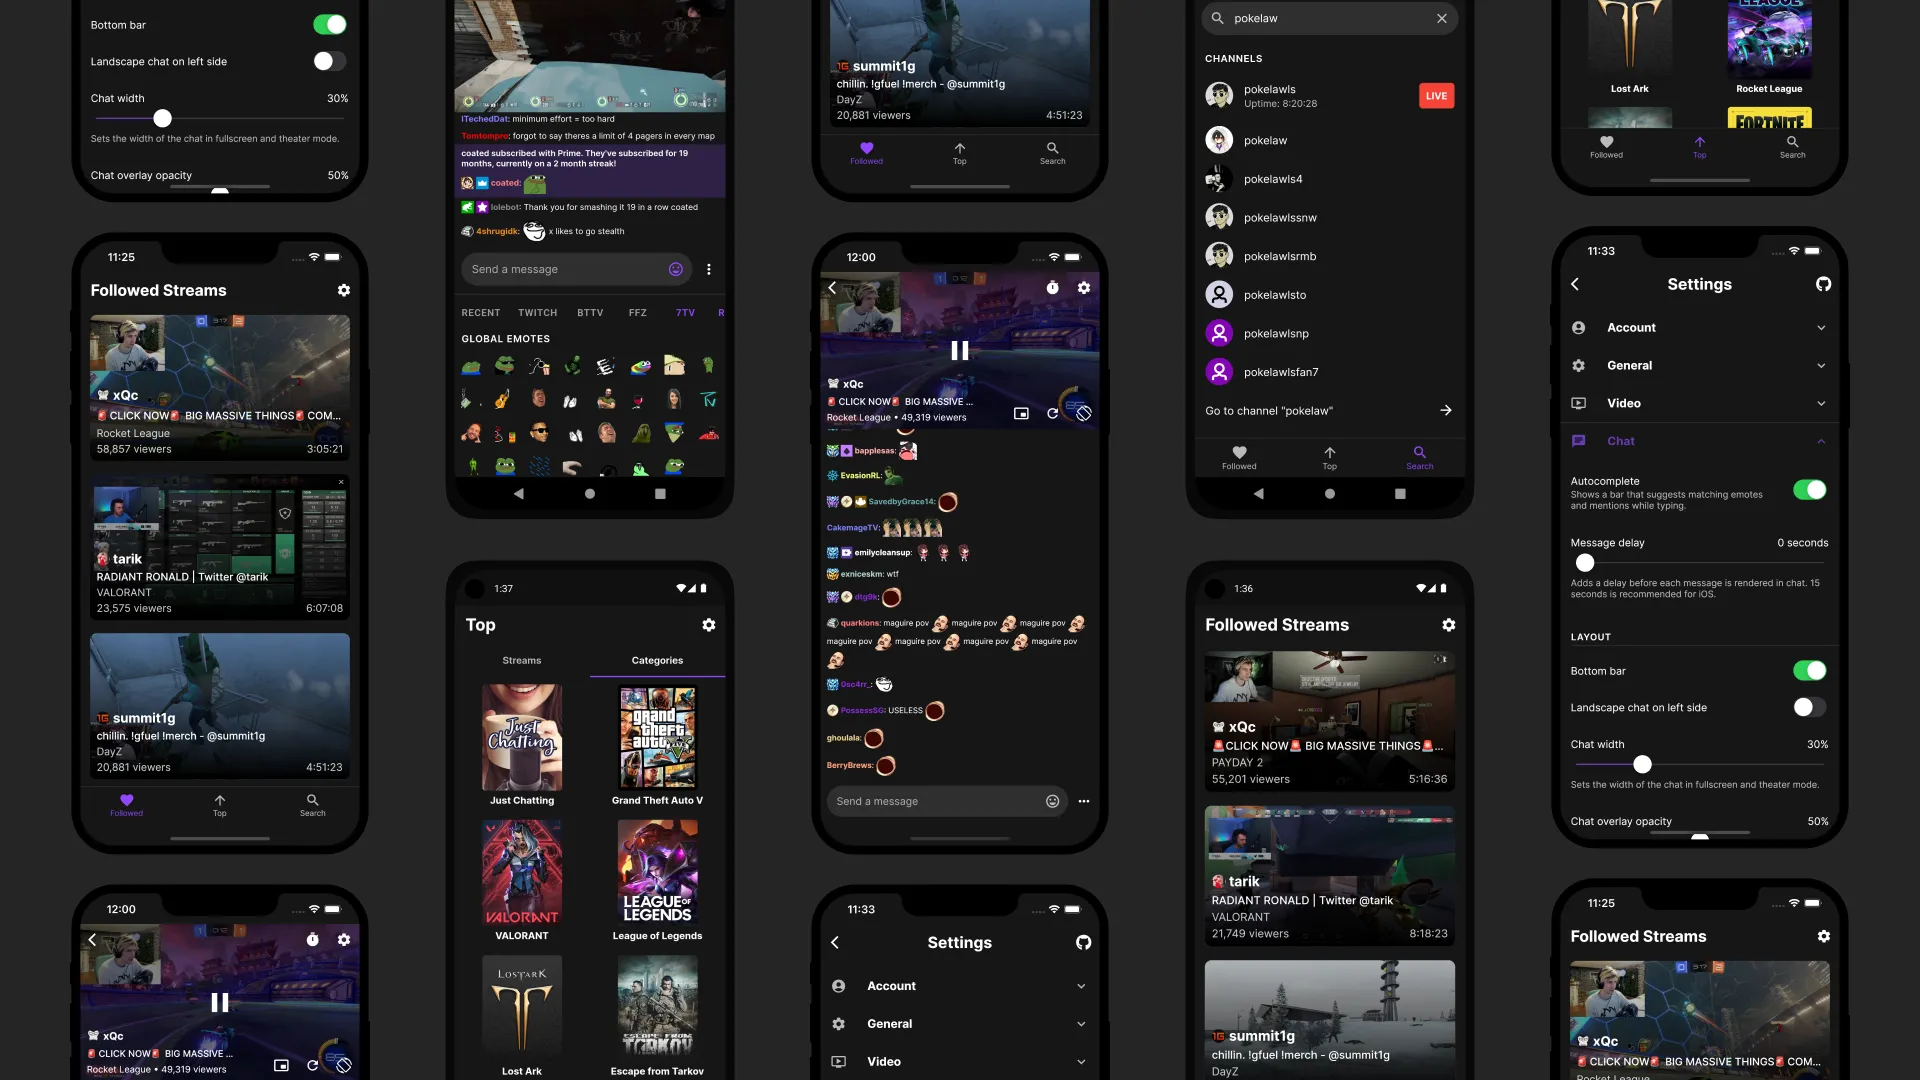 Bottom bar
Landscape chat on left side
Chat width 30%
Sets the width of the chat in fullscreen and theater mode.
Chat overlay opacity 50%
11:25
Followed Streams
xQc
🚨CLICK NOW🚨 BIG MASSIVE THINGS🚨 COM...
Rocket League
58,857 viewers 3:05:21
tarik
RADIANT RONALD | Twitter @tarik
VALORANT
23,575 viewers 6:07:08
summit1g
chillin. !gfuel !merch - @summit1g
DayZ
20,881 viewers 4:51:23
Followed Top Search
12:00
xQc
🚨CLICK NOW🚨 BIG MASSIVE ...
Rocket League • 49,319 viewers
ITechedDat: minimum effort = too hard
Tomtompro: forgot to say theres a limit of 4 pagers in every map
coated subscribed with Prime. They've subscribed for 19
months, currently on a 2 month streak!
coated:
lolebot: Thank you for smashing it 19 in a row coated
4shrugidk: x likes to go stealth
Send a message
RECENT TWITCH BTTV FFZ 7TV R
GLOBAL EMOTES
1:37
Top
Streams Categories
Just Chatting
grand theft auto V
Just Chatting Grand Theft Auto V
VALORANT
LEAGUE OF LEGENDS
VALORANT League of Legends
LOST ARK
ESCAPE FROM TARKOV
Lost Ark Escape from Tarkov
summit1g
chillin. !gfuel !merch - @summit1g
DayZ
20,881 viewers 4:51:23
Followed Top Search
12:00
xQc
🚨CLICK NOW🚨 BIG MASSIVE ...
Rocket League • 49,319 viewers
bapplesas:
EvasionRL:
SavedbyGrace14:
CakemageTV:
emilycleansup:
exniceskm: wtf
dtg9k:
quarkions: maguire pov maguire pov maguire pov
maguire pov maguire pov maguire pov maguire pov
0sc4rr_:
PossessSG: USELESS
ghoulala:
BerryBrews:
Send a message
11:33
Settings
Account
General
Video
pokelaw
CHANNELS
pokelawls
Uptime: 8:20:28
LIVE
pokelaw
pokelawls4
pokelawlssnw
pokelawlsrmb
pokelawlsto
pokelawlsnp
pokelawlsfan7
Go to channel "pokelaw"
Followed Top Search
1:36
Followed Streams
xQc
🚨CLICK NOW🚨 BIG MASSIVE THINGS🚨...
PAYDAY 2
55,201 viewers 5:16:36
tarik
RADIANT RONALD | Twitter @tarik
VALORANT
21,749 viewers 8:18:23
summit1g
chillin. !gfuel !merch - @summit1g
DayZ
LEAGUE
Lost Ark Rocket League
FORTNITE
Followed Top Search
11:33
Settings
Account
General
Video
Chat
Autocomplete
Shows a bar that suggests matching emotes
and mentions while typing.
Message delay 0 seconds
Adds a delay before each message is rendered in chat. 15
seconds is recommended for iOS.
LAYOUT
Bottom bar
Landscape chat on left side
Chat width 30%
Sets the width of the chat in fullscreen and theater mode.
Chat overlay opacity 50%
11:25
Followed Streams
xQc
🚨CLICK NOW🚨 BIG MASSIVE THINGS🚨 COM...
Rocket League